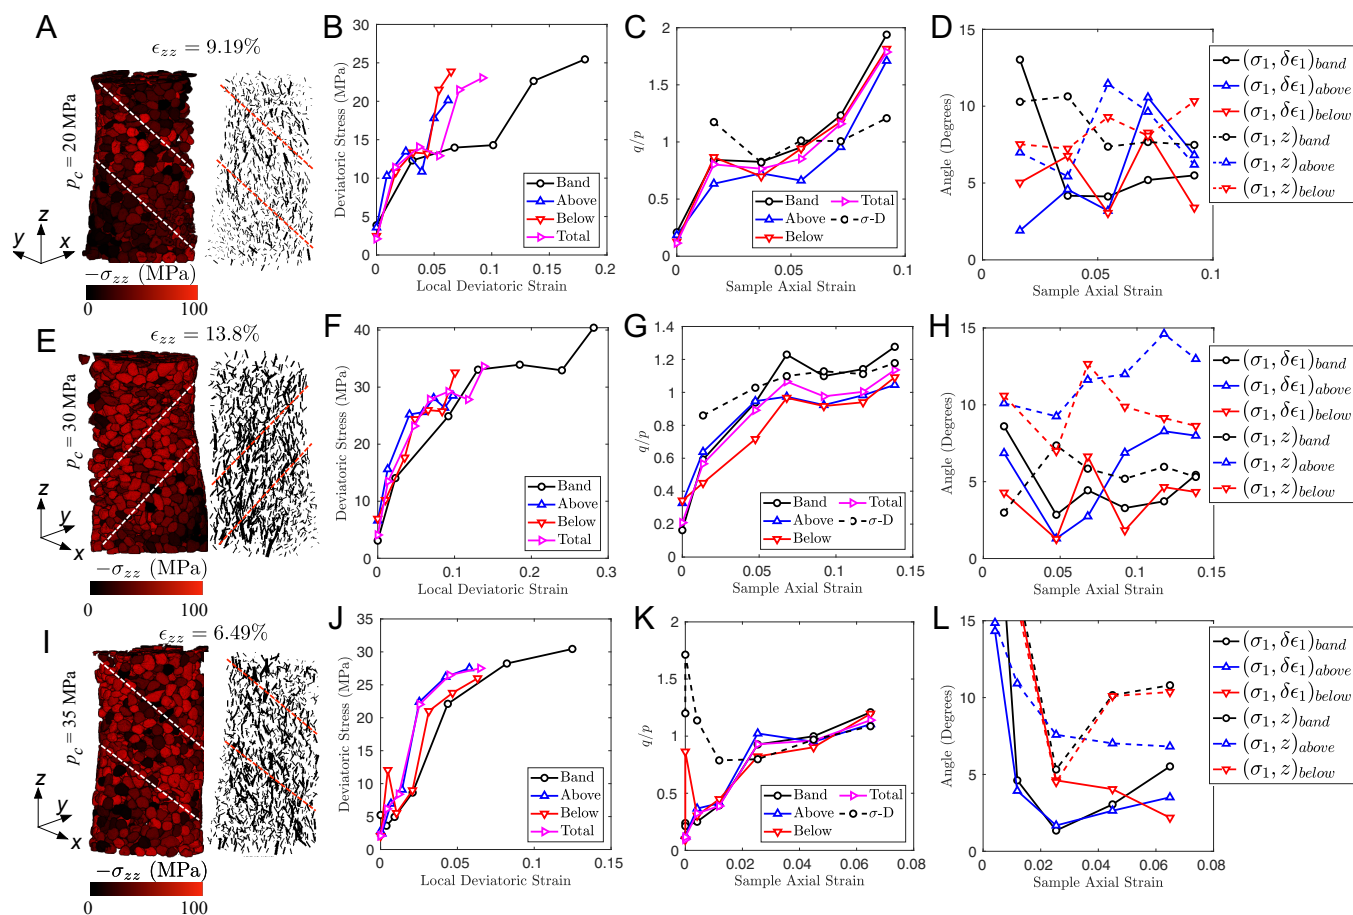 A
ϵzz = 9.19%
pc = 20 MPa
z
y
x
−σzz (MPa)
0 100
B
Deviatoric Stress (MPa)
30
25
20
15
10
5
0
Band
Above
Below
Total
0 0.05 0.1 0.15 0.2
Local Deviatoric Strain
C
q/p
2
1.5
1
0.5
0
Band Total
Above σ-D
Below
0 0.05 0.1
Sample Axial Strain
D
Angle (Degrees)
15
10
5
0
0 0.05 0.1
Sample Axial Strain
(σ1, δϵ1)band
(σ1, δϵ1)above
(σ1, δϵ1)below
(σ1, z)band
(σ1, z)above
(σ1, z)below
E
ϵzz = 13.8%
pc = 30 MPa
z
y
x
−σzz (MPa)
0 100
F
Deviatoric Stress (MPa)
40
30
20
10
0
Band
Above
Below
Total
0 0.1 0.2 0.3
Local Deviatoric Strain
G
q/p
1.4
1.2
1
0.8
0.6
0.4
0.2
0
Band Total
Above σ-D
Below
0 0.05 0.1 0.15
Sample Axial Strain
H
Angle (Degrees)
15
10
5
0
0 0.05 0.1 0.15
Sample Axial Strain
(σ1, δϵ1)band
(σ1, δϵ1)above
(σ1, δϵ1)below
(σ1, z)band
(σ1, z)above
(σ1, z)below
I
ϵzz = 6.49%
pc = 35 MPa
z
y
x
−σzz (MPa)
0 100
J
Deviatoric Stress (MPa)
35
30
25
20
15
10
5
0
Band
Above
Below
Total
0 0.05 0.1 0.15
Local Deviatoric Strain
K
q/p
2
1.5
1
0.5
0
Band Total
Above σ-D
Below
0 0.02 0.04 0.06 0.08
Sample Axial Strain
L
Angle (Degrees)
15
10
5
0
0 0.02 0.04 0.06 0.08
Sample Axial Strain
(σ1, δϵ1)band
(σ1, δϵ1)above
(σ1, δϵ1)below
(σ1, z)band
(σ1, z)above
(σ1, z)below